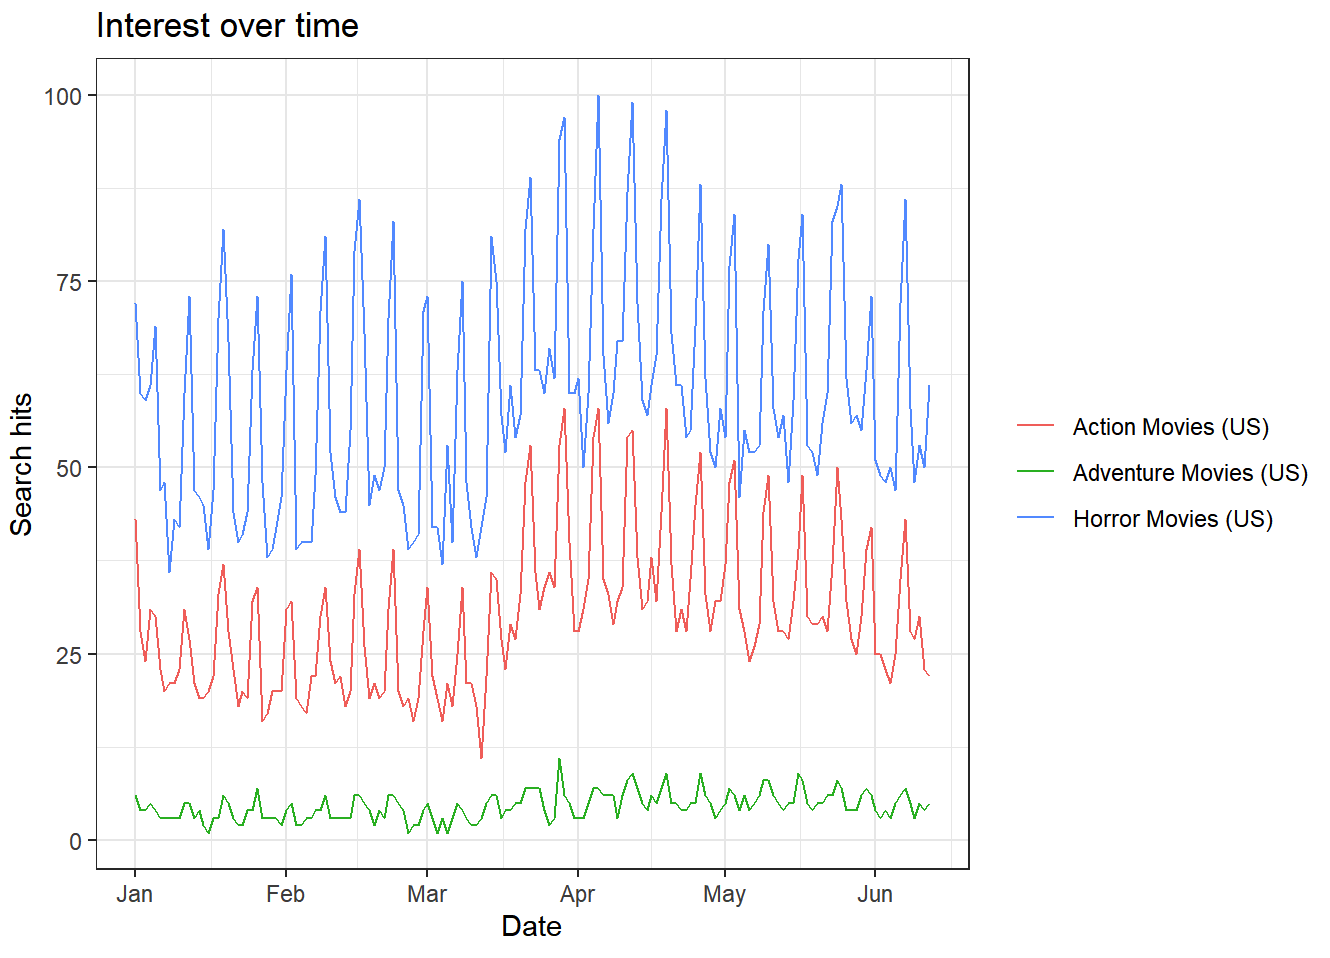 Interest over time
100
75
50
25
0
Search hits
Jan Feb Mar Apr May Jun
Date
Action Movies (US)
Adventure Movies (US)
Horror Movies (US)